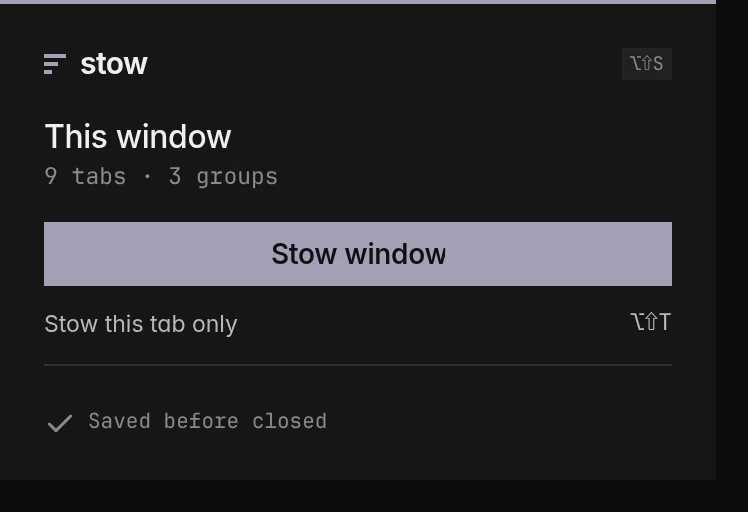 stow ⌥⇧S
This window
9 tabs · 3 groups
Stow window
Stow this tab only ⌥⇧T
Saved before closed